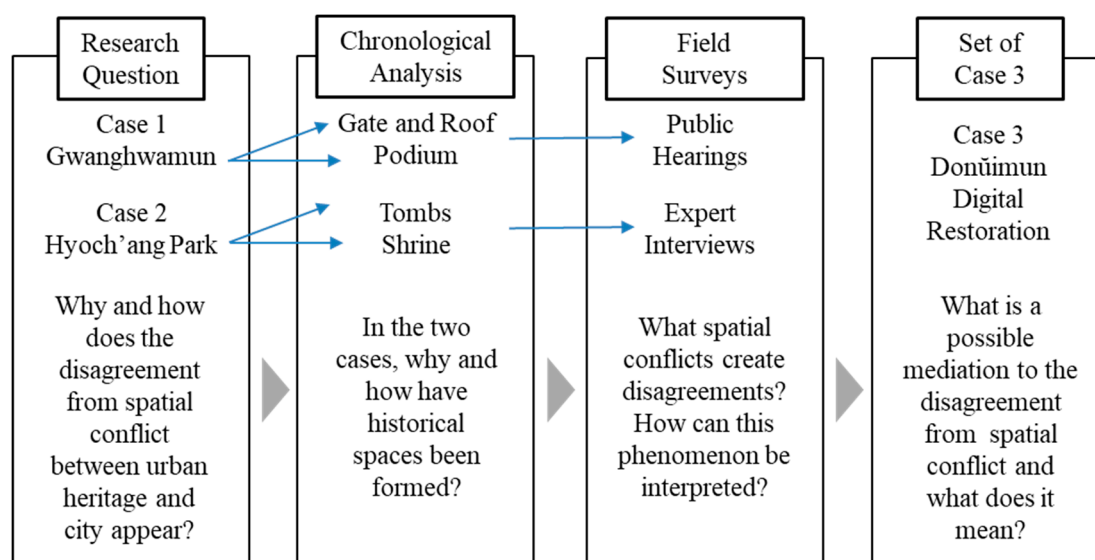 Research
Question
Case 1
Gwanghwamun
Case 2
Hyoch'ang Park
Why and how
does the
disagreement
from spatial
conflict
between urban
heritage and
city appear?
Chronological
Analysis
Gate and Roof
Podium
Tombs
Shrine
In the two
cases, why and
how have
historical
spaces been
formed?
Field
Surveys
Public
Hearings
Expert
Interviews
What spatial
conflicts create
disagreements?
How can this
phenomenon be
interpreted?
Set of
Case 3
Case 3
Donŭimun
Digital
Restoration
What is a
possible
mediation to the
disagreement
from spatial
conflict and
what does it
mean?